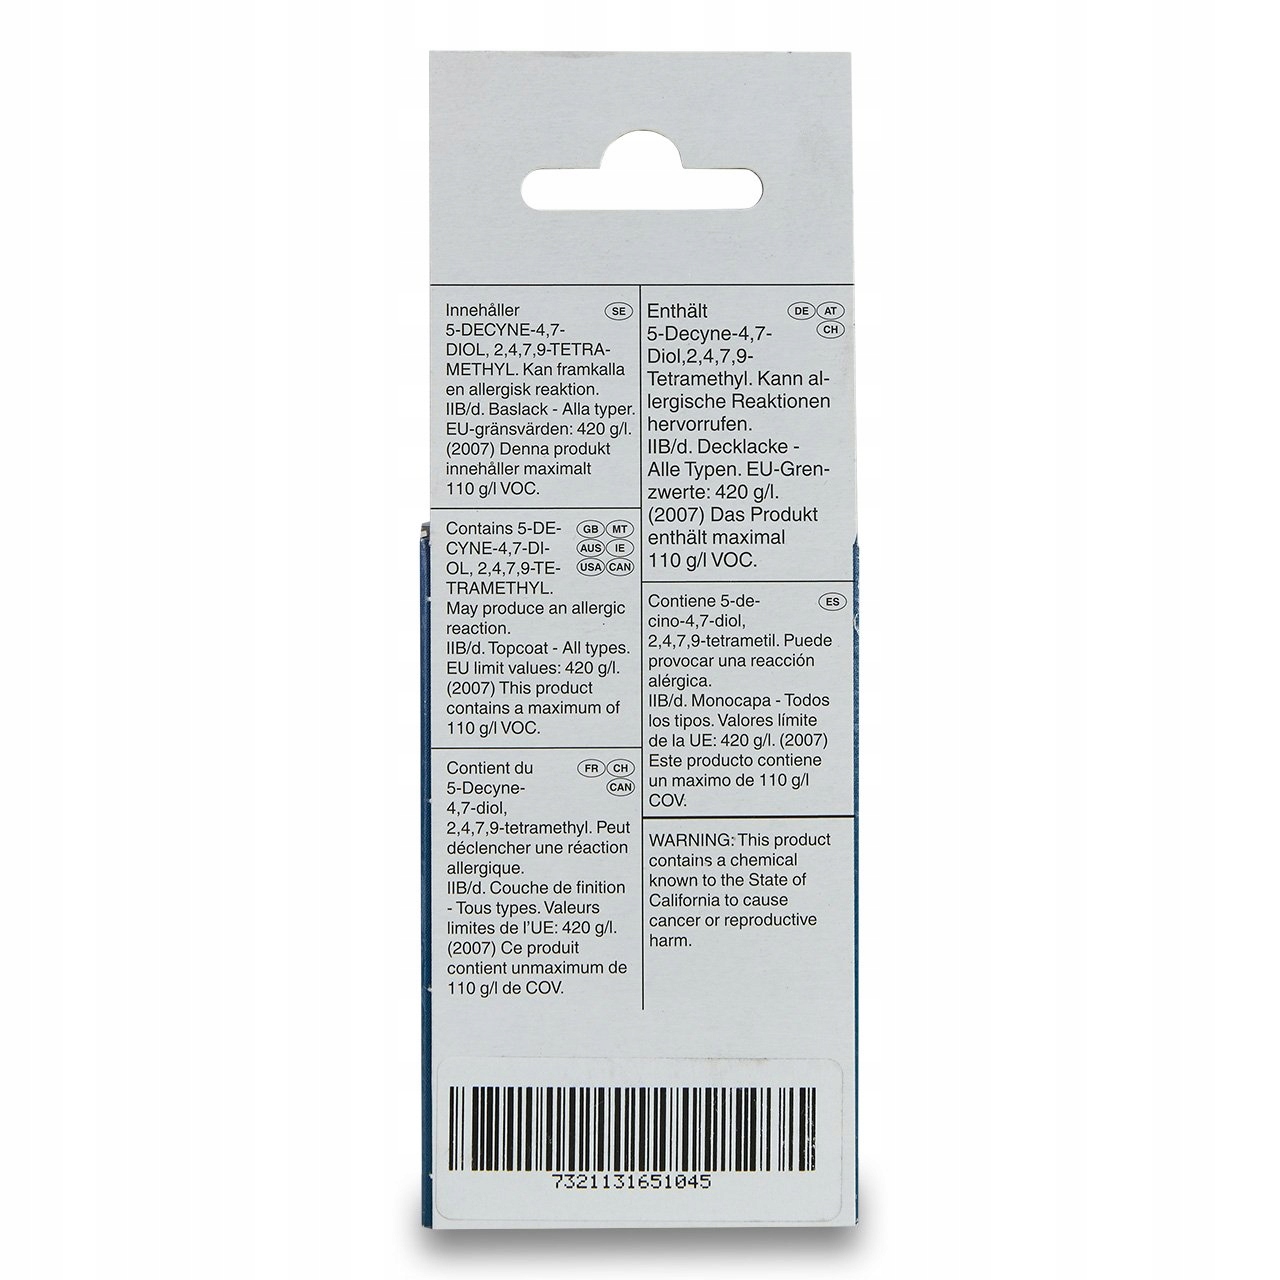 Innehåller SE
5-DECYNE-4,7-
DIOL, 2,4,7,9-TETRA-
METHYL. Kan framkalla
en allergisk reaktion.
IIB/d. Baslack - Alla typer.
EU-gränsvärden: 420 g/l.
(2007) Denna produkt
innehåller maximalt
110 g/l VOC.
Contains 5-DE- GB MT
CYNE-4,7-DI- AUS IE
OL, 2,4,7,9-TE- USA CAN
TRAMETHYL.
May produce an allergic
reaction.
IIB/d. Topcoat - All types.
EU limit values: 420 g/l.
(2007) This product
contains a maximum of
110 g/l VOC.
Contient du FR CH
5-Decyne- CAN
4,7-diol,
2,4,7,9-tetramethyl. Peut
déclencher une réaction
allergique.
IIB/d. Couche de finition
- Tous types. Valeurs
limites de l'UE: 420 g/l.
(2007) Ce produit
contient unmaximum de
110 g/l de COV.
Enthält DE AT
5-Decyne-4,7- CH
Diol,2,4,7,9-
Tetramethyl. Kann al-
lergische Reaktionen
hervorrufen.
IIB/d. Decklacke -
Alle Typen. EU-Gren-
zwerte: 420 g/l.
(2007) Das Produkt
enthält maximal
110 g/l VOC.
Contiene 5-de- ES
cino-4,7-diol,
2,4,7,9-tetrametil. Puede
provocar una reacción
alérgica.
IIB/d. Monocapa - Todos
los tipos. Valores límite
de la UE: 420 g/l. (2007)
Este producto contiene
un maximo de 110 g/l
COV.
WARNING: This product
contains a chemical
known to the State of
California to cause
cancer or reproductive
harm.
7321131651045